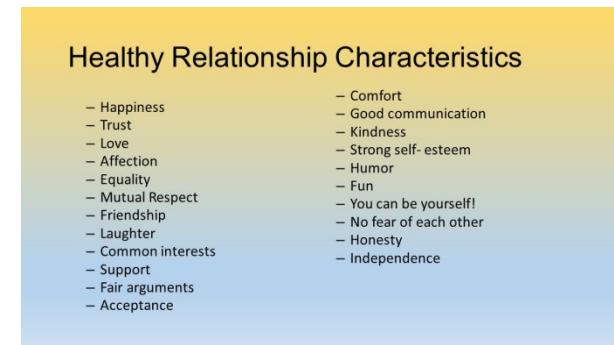 Healthy Relationship Characteristics
– Happiness
– Trust
– Love
– Affection
– Equality
– Mutual Respect
– Friendship
– Laughter
– Common interests
– Support
– Fair arguments
– Acceptance
– Comfort
– Good communication
– Kindness
– Strong self- esteem
– Humor
– Fun
– You can be yourself!
– No fear of each other
– Honesty
– Independence